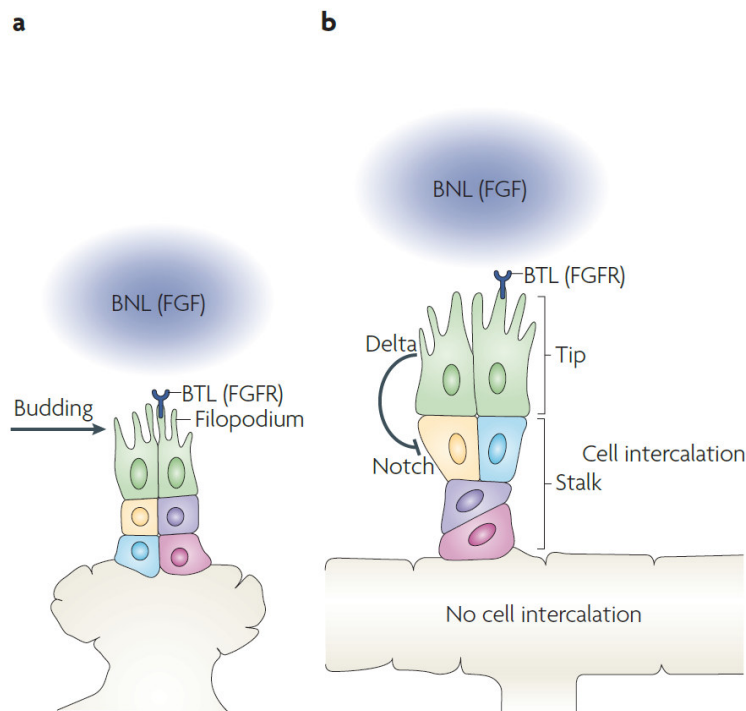 a
BNL (FGF)
BTL (FGFR)
Budding
Filopodium
b
BNL (FGF)
BTL (FGFR)
Delta
Tip
Notch
Cell intercalation
Stalk
No cell intercalation